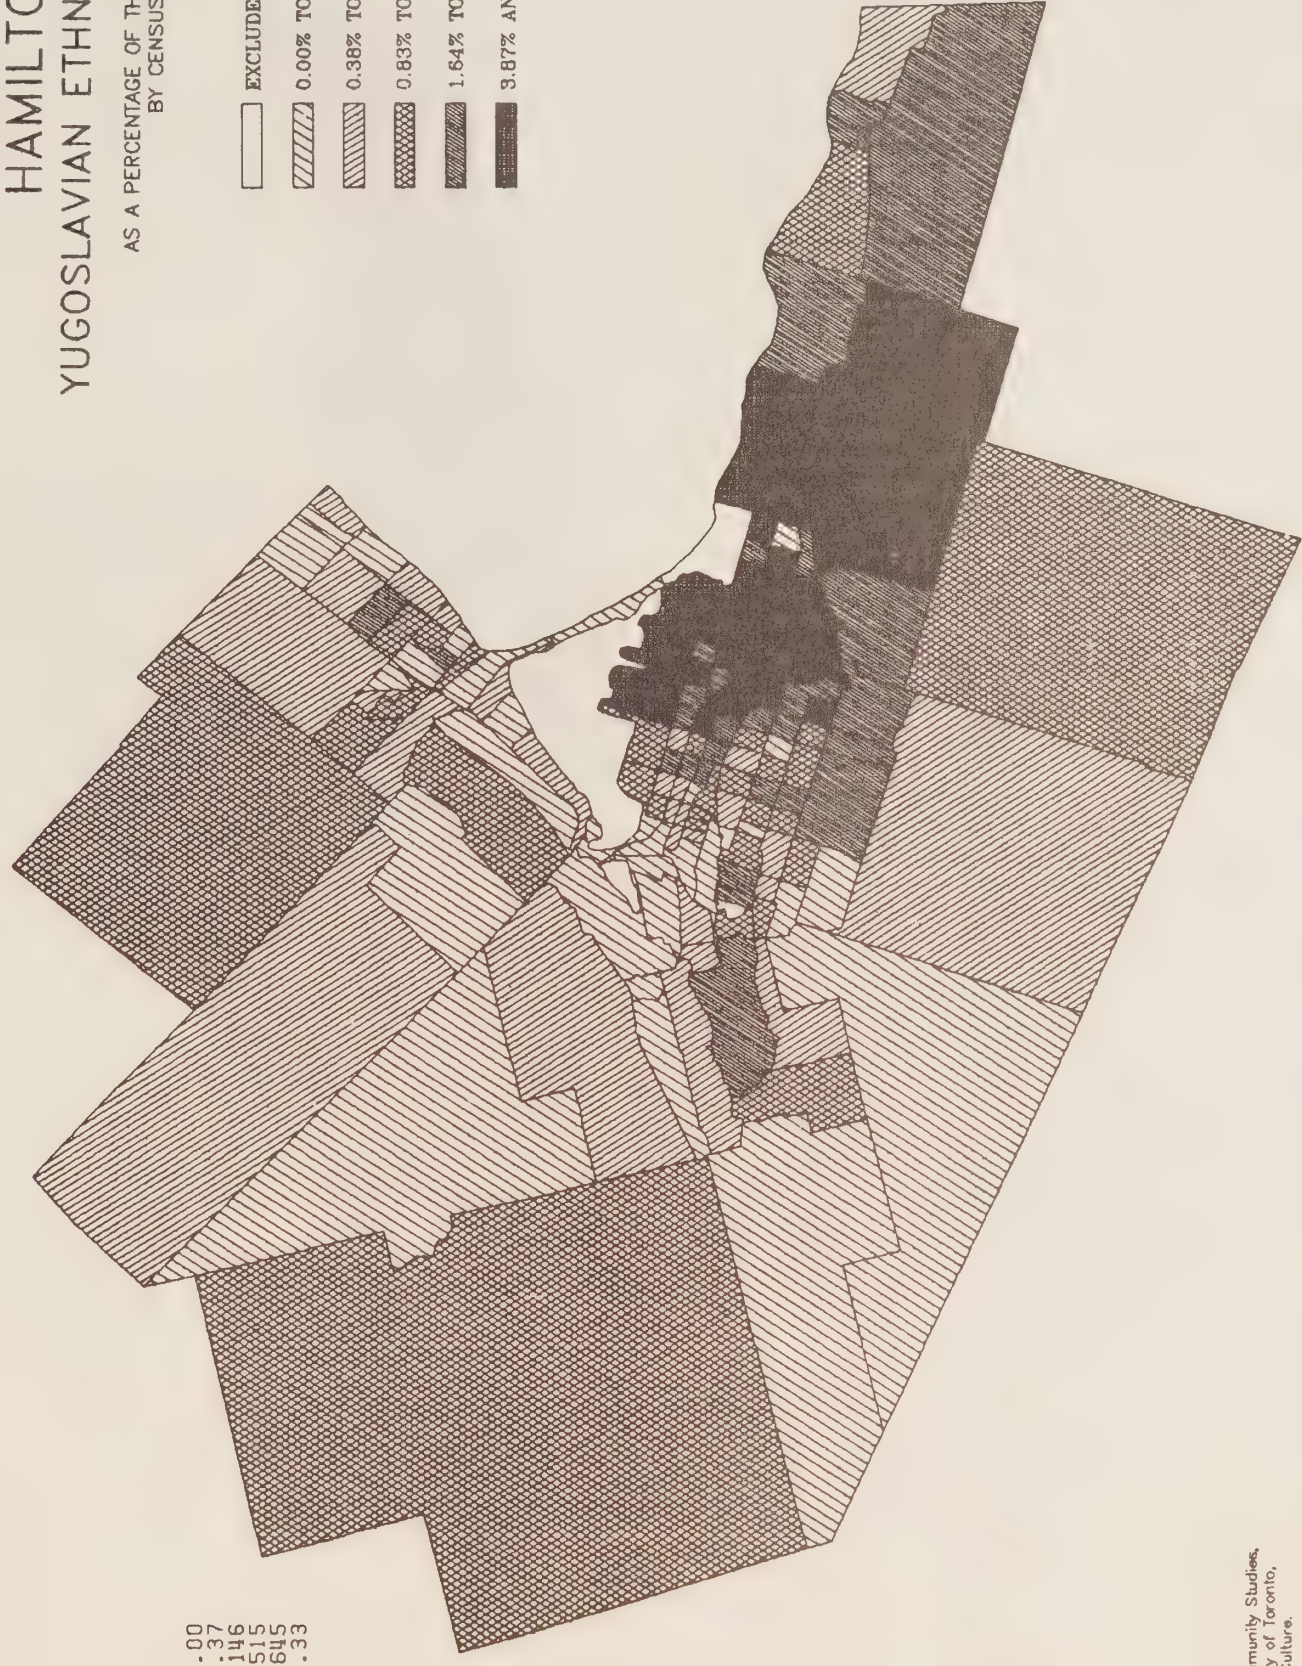 HAMILTO
YUGOSLAVIAN ETHN
AS A PERCENTAGE OF TH
BY CENSUS
EXCLUDE
0.00% TO
0.38% TO
0.83% TO
1.64% TO
3.87% AN
.00
.37
146
515
645
.33
munity Studies,
y of Toronto,
ulture.